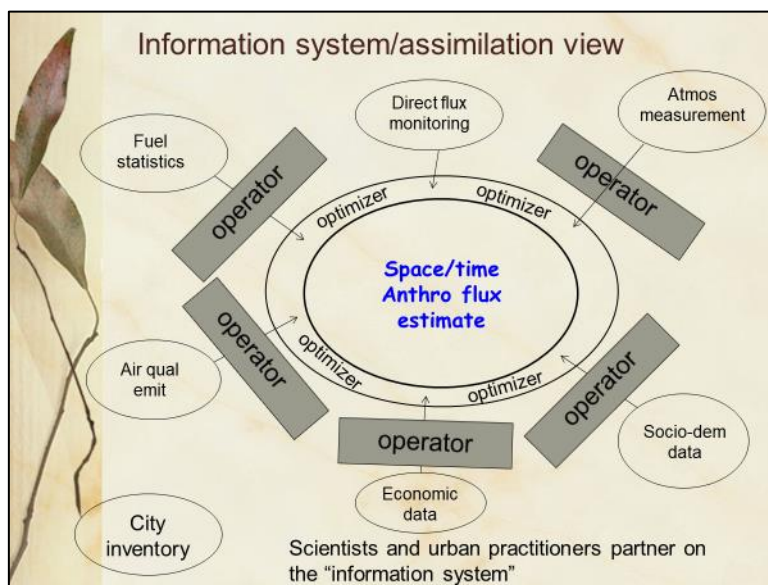 Information system/assimilation view
Direct flux
monitoring
Atmos
measurement
Fuel
statistics
operator
operator
optimizer
optimizer
Space/time
Anthro flux
estimate
operator
operator
Air qual
emit
optimizer
optimizer
operator
Socio-dem
data
Economic
data
City
inventory
Scientists and urban practitioners partner on
the “information system”